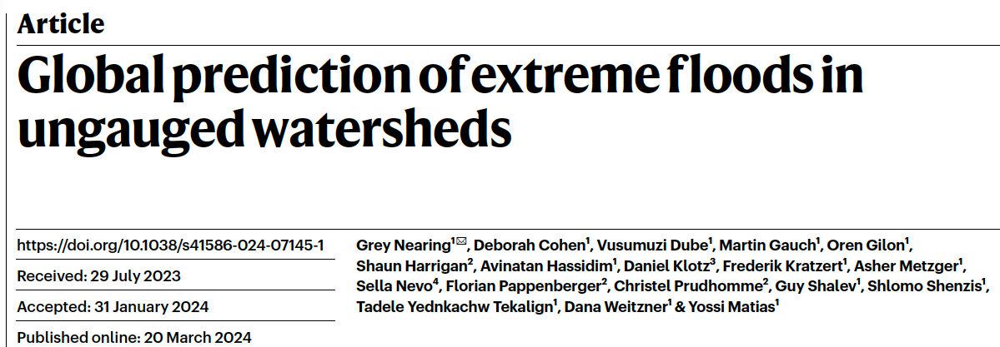 Article
Global prediction of extreme floods in
ungauged watersheds
https://doi.org/10.1038/s41586-024-07145-1
Received: 29 July 2023
Accepted: 31 January 2024
Published online: 20 March 2024
Grey Nearing¹✉, Deborah Cohen¹, Vusumuzi Dube¹, Martin Gauch¹, Oren Gilon¹,
Shaun Harrigan², Avinatan Hassidim¹, Daniel Klotz³, Frederik Kratzert¹, Asher Metzger¹,
Sella Nevo⁴, Florian Pappenberger², Christel Prudhomme², Guy Shalev¹, Shlomo Shenzis¹,
Tadele Yednkachw Tekalign¹, Dana Weitzner¹ & Yossi Matias¹